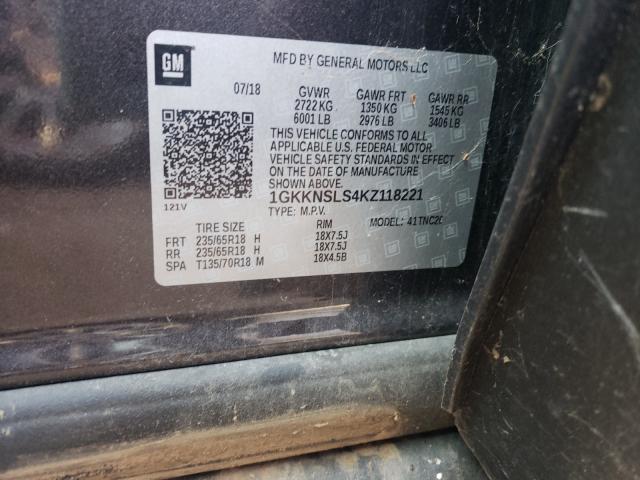 GM
MFD BY GENERAL MOTORS LLC
07/18 GVWR GAWR FRT GAWR RR
2722 KG 1350 KG 1545 KG
6001 LB 2976 LB 3406 LB
THIS VEHICLE CONFORMS TO ALL
APPLICABLE U.S. FEDERAL MOTOR
VEHICLE SAFETY STANDARDS IN EFFECT
ON THE DATE OF MANUFACTURE
SHOWN ABOVE.
121V 1GKKNSLS4KZ118221
TYPE: M.P.V. MODEL: 41TNC26
TIRE SIZE RIM
FRT 235/65R18 H 18X7.5J
RR 235/65R18 H 18X7.5J
SPA T135/70R18 M 18X4.5B